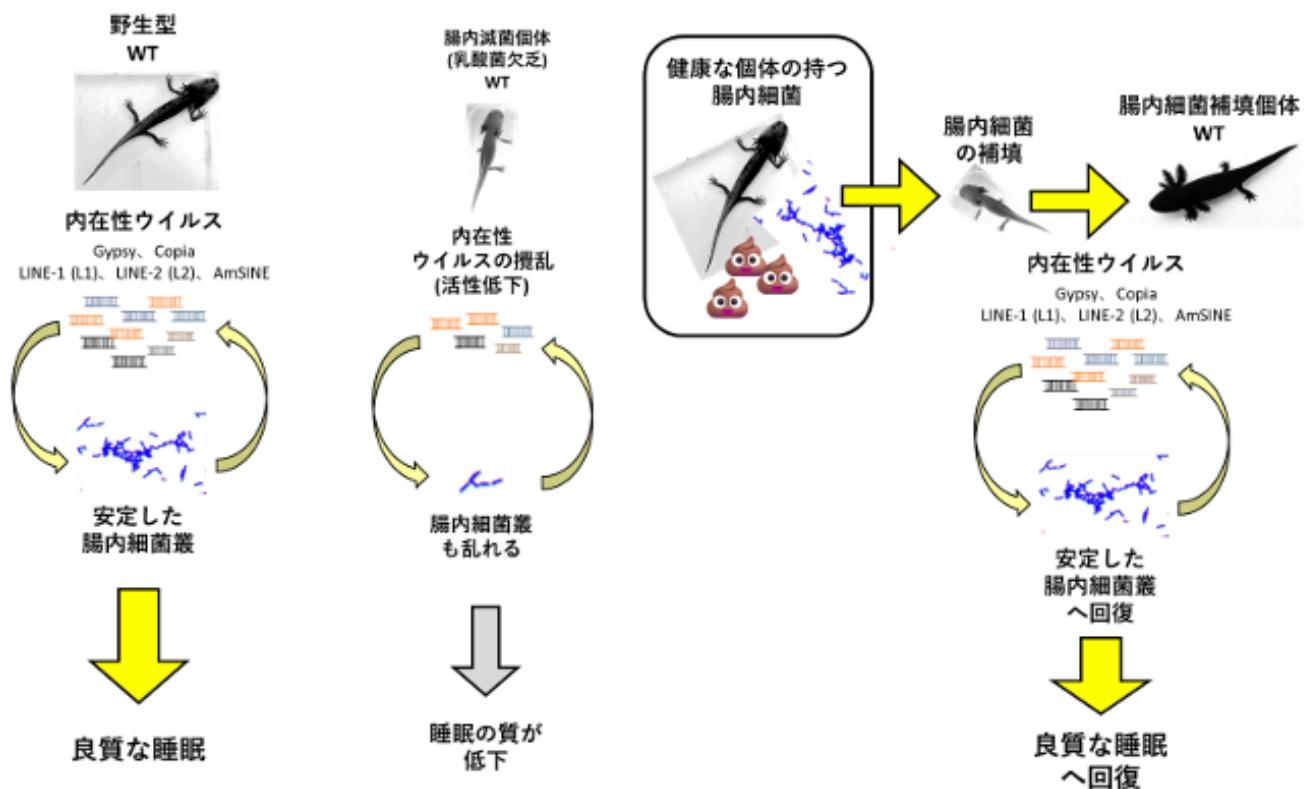 野生型
WT
内在性ウイルス
Gypsy、 Copia
LINE-1 (L1)、 LINE-2 (L2)、 AmSINE
安定した
腸内細菌叢
良質な睡眠
腸内滅菌個体
(乳酸菌欠乏)
WT
内在性
ウイルスの攪乱
(活性低下)
腸内細菌叢
も乱れる
睡眠の質が
低下
健康な個体の持つ
腸内細菌
腸内細菌
の補填
腸内細菌補填個体
WT
内在性ウイルス
Gypsy、 Copia
LINE-1 (L1)、 LINE-2 (L2)、 AmSINE
安定した
腸内細菌叢
へ回復
良質な睡眠
へ回復